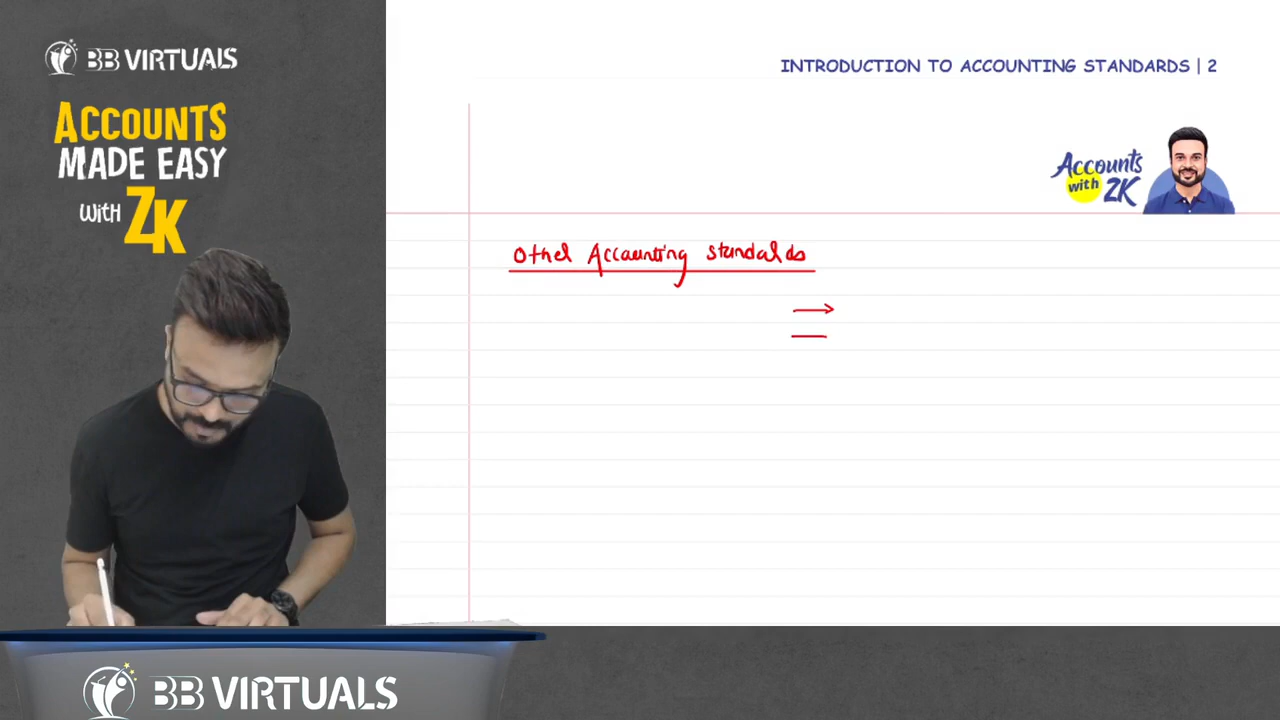 BB VIRTUALS
ACCOUNTS
MADE EASY
with ZK
INTRODUCTION TO ACCOUNTING STANDARDS | 2
Accounts
with ZK
Other Accounting standards
BB VIRTUALS